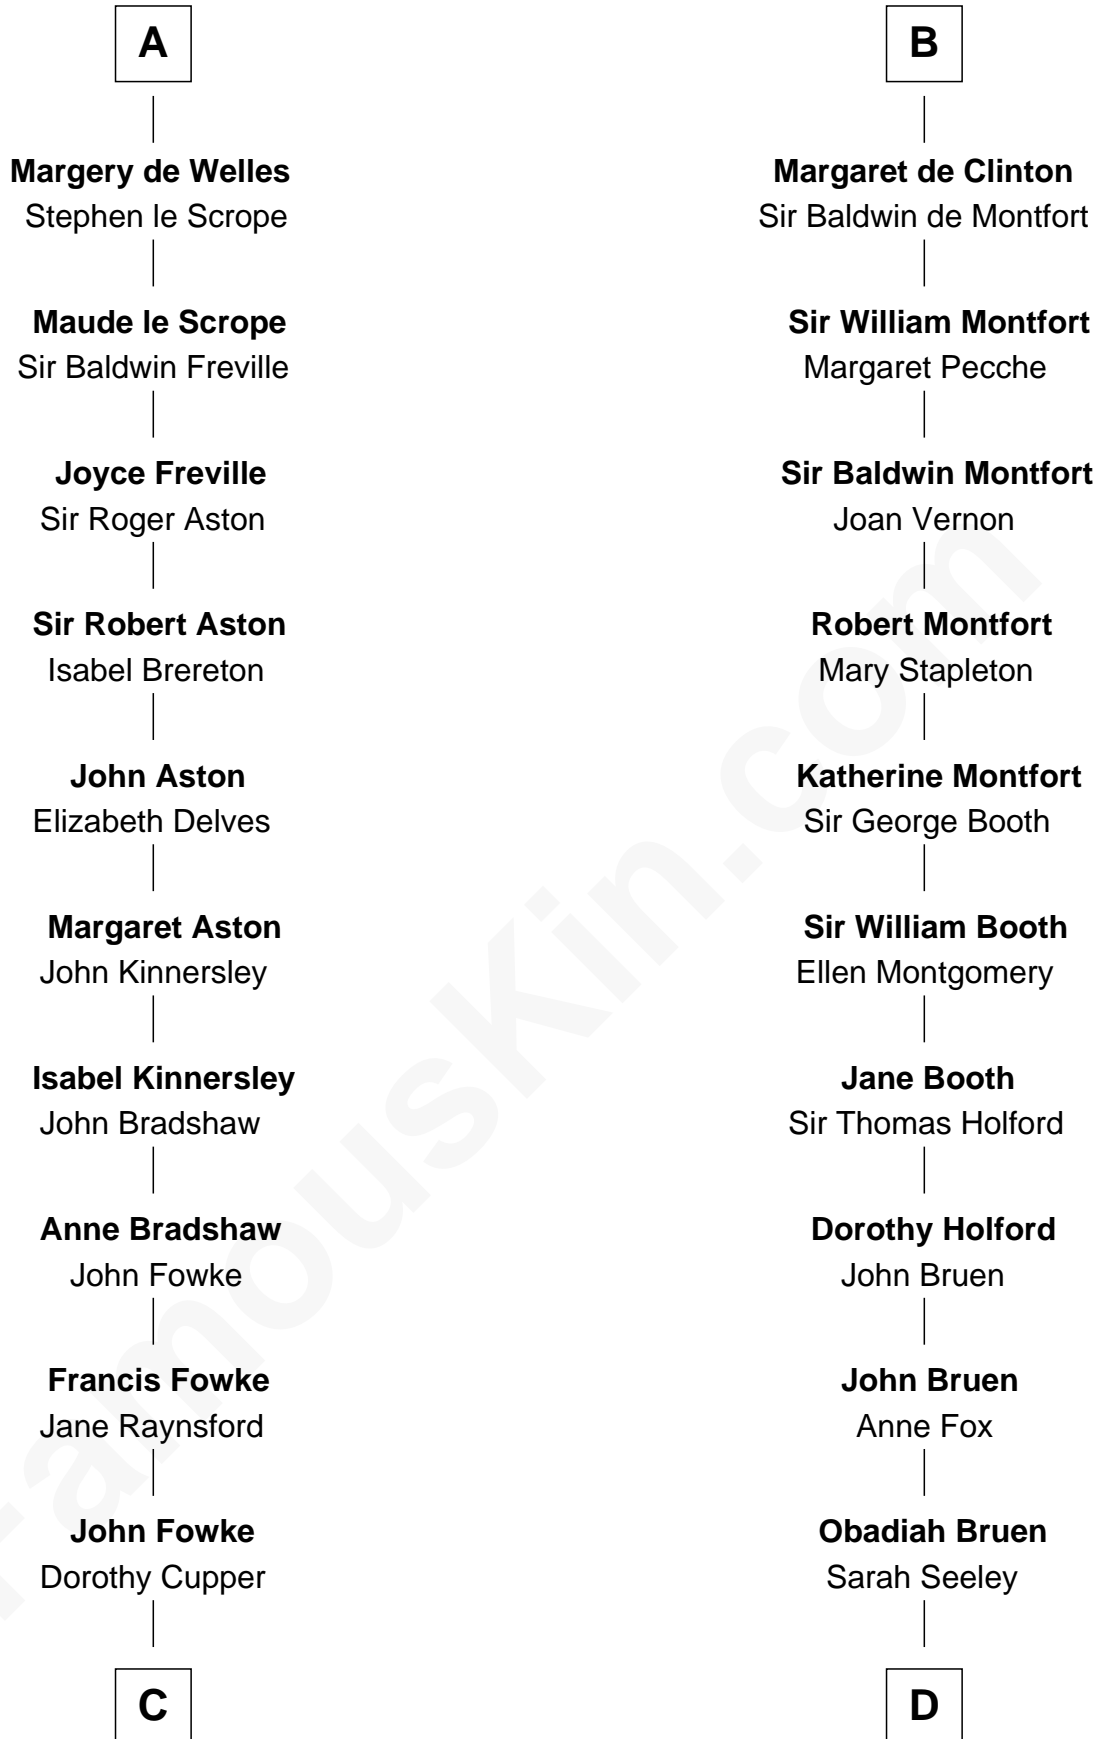 A
Margery de Welles
Stephen le Scrope
Maude le Scrope
Sir Baldwin Freville
Joyce Freville
Sir Roger Aston
Sir Robert Aston
Isabel Brereton
John Aston
Elizabeth Delves
Margaret Aston
John Kinnersley
Isabel Kinnersley
John Bradshaw
Anne Bradshaw
John Fowke
Francis Fowke
Jane Raynsford
John Fowke
Dorothy Cupper
C
B
Margaret de Clinton
Sir Baldwin de Montfort
Sir William Montfort
Margaret Pecche
Sir Baldwin Montfort
Joan Vernon
Robert Montfort
Mary Stapleton
Katherine Montfort
Sir George Booth
Sir William Booth
Ellen Montgomery
Jane Booth
Sir Thomas Holford
Dorothy Holford
John Bruen
John Bruen
Anne Fox
Obadiah Bruen
Sarah Seeley
D
FamousKin.com